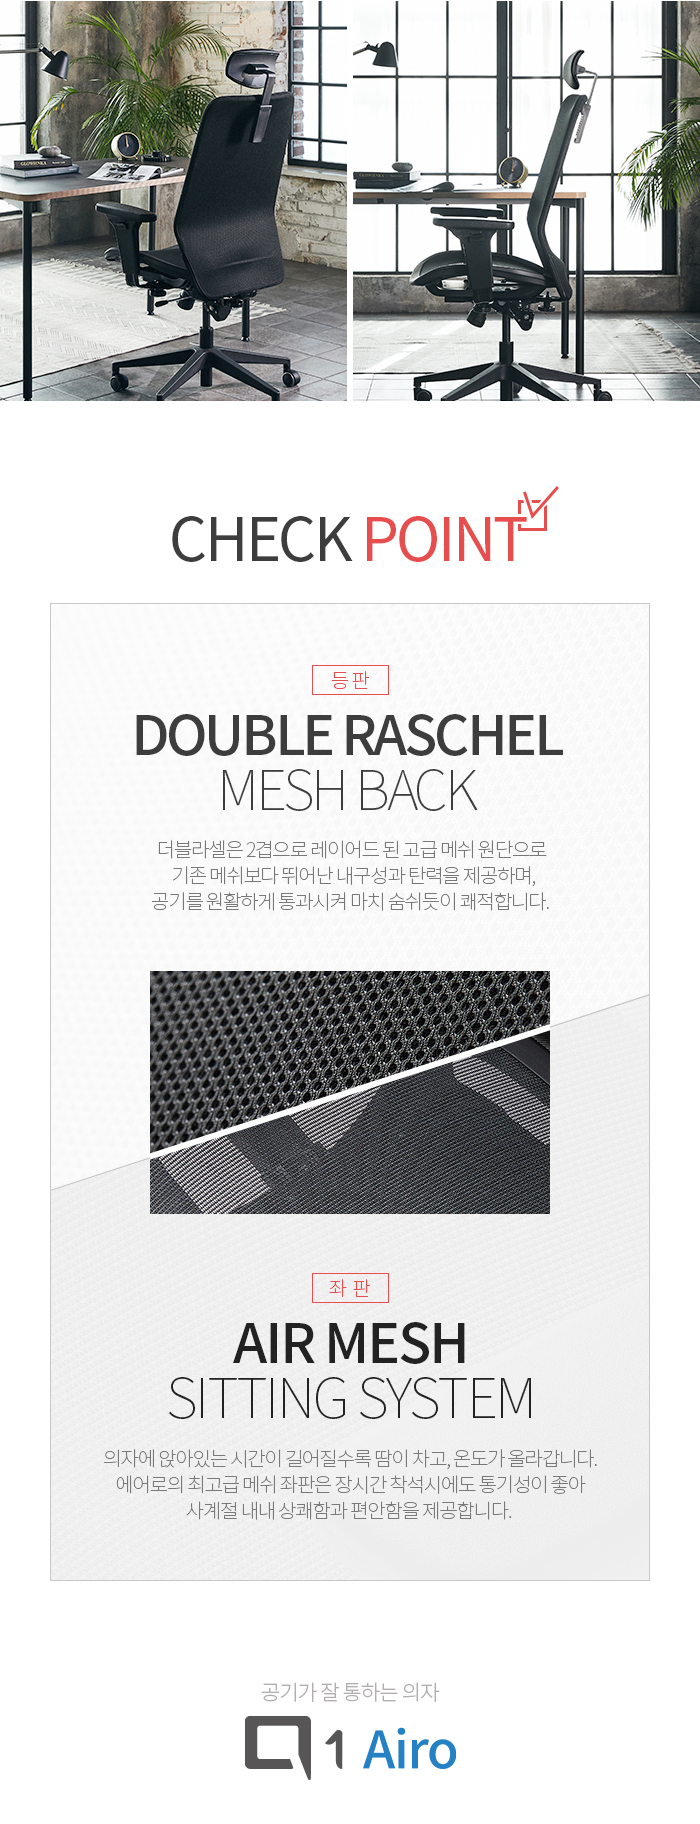 GLOWIENKA
CHECK POINT
등판
DOUBLE RASCHEL
MESH BACK
더블라셀은 2겹으로 레이어드 된 고급 메쉬 원단으로
기존 메쉬보다 뛰어난 내구성과 탄력을 제공하며,
공기를 원활하게 통과시켜 마치 숨쉬듯이 쾌적합니다.
좌 판
AIR MESH
SITTING SYSTEM
의자에 앉아있는 시간이 길어질수록 땀이 차고, 온도가 올라갑니다.
에어로의 최고급 메쉬 좌판은 장시간 착석시에도 통기성이 좋아
사계절 내내 상쾌함과 편안함을 제공합니다.
공기가 잘 통하는 의자
Q1 Airo